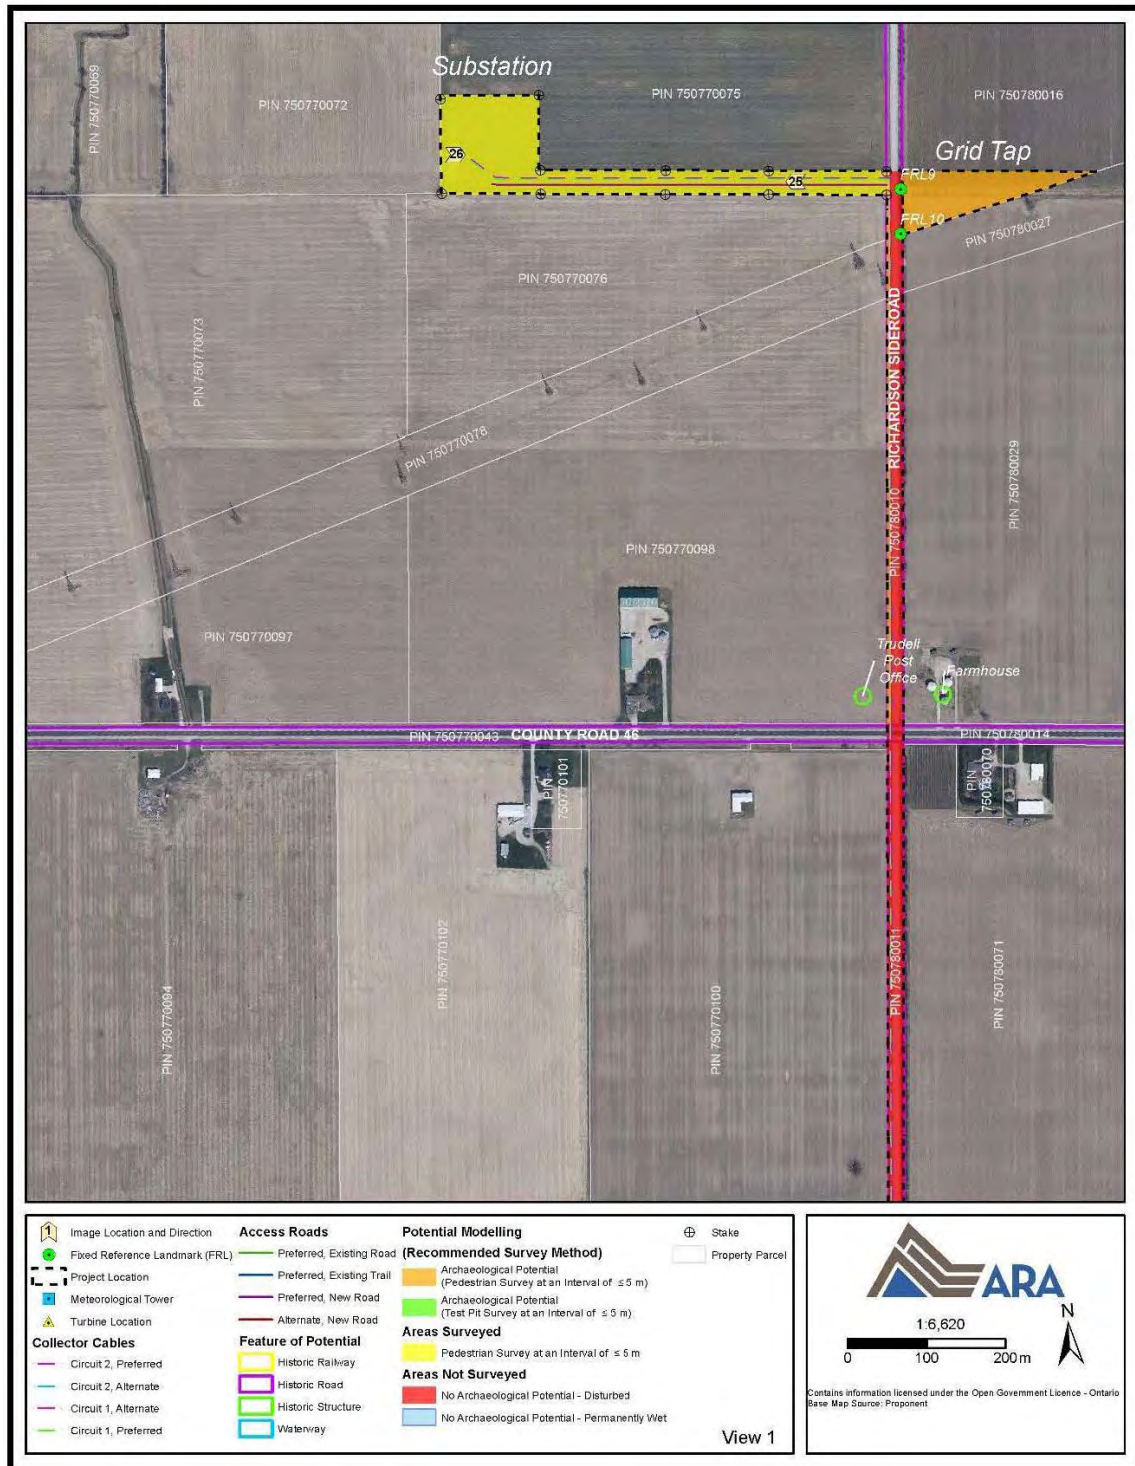 Substation
PIN 750770069
PIN 750770072
PIN 750770075
PIN 750780016
26
Grid Tap
25
FRL9
FRL10
PIN 750780027
PIN 750770076
PIN 750770073
RICHARDSON SIDEROAD
PIN 750770078
PIN 750780029
PIN 750780010
PIN 750770098
PIN 750770097
Trudell
Post
Office
Farmhouse
PIN 750770043
COUNTY ROAD 46
PIN 750780014
PIN
750770101
PIN
750780070
PIN 750770102
PIN 750780011
PIN 750780071
PIN 750770094
PIN 750770100
1 Image Location and Direction
Fixed Reference Landmark (FRL)
Project Location
Meteorological Tower
Turbine Location
Collector Cables
Circuit 2, Preferred
Circuit 2, Alternate
Circuit 1, Alternate
Circuit 1, Preferred
Access Roads
Preferred, Existing Road
Preferred, Existing Trail
Preferred, New Road
Alternate, New Road
Feature of Potential
Historic Railway
Historic Road
Historic Structure
Waterway
Potential Modelling
(Recommended Survey Method)
Archaeological Potential
(Pedestrian Survey at an Interval of ≤ 5 m)
Archaeological Potential
(Test Pit Survey at an Interval of ≤ 5 m)
Areas Surveyed
Pedestrian Survey at an Interval of ≤ 5 m
Areas Not Surveyed
No Archaeological Potential - Disturbed
No Archaeological Potential - Permanently Wet
Stake
Property Parcel
View 1
ARA
1:6,620
N
0 100 200 m
Contains information licensed under the Open Government Licence - Ontario
Base Map Source: Proponent